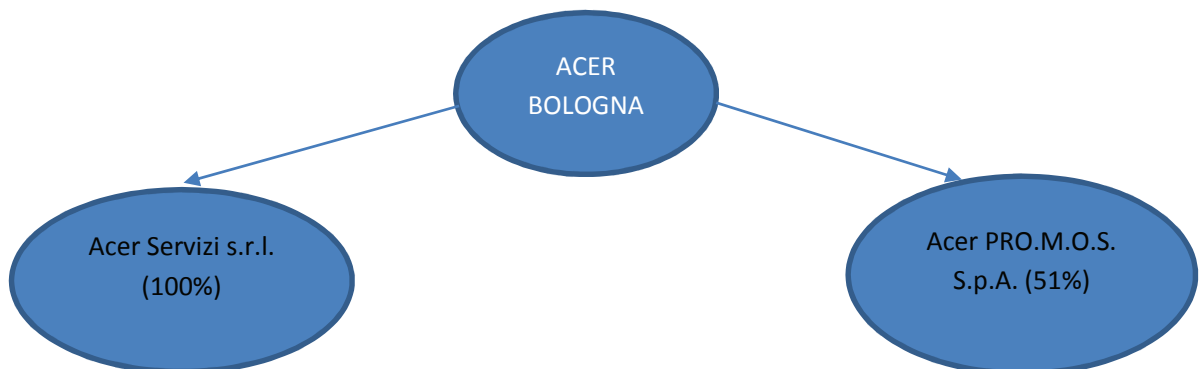 ACER
BOLOGNA
Acer Servizi s.r.l.
(100%)
Acer PRO.M.O.S.
S.p.A. (51%)